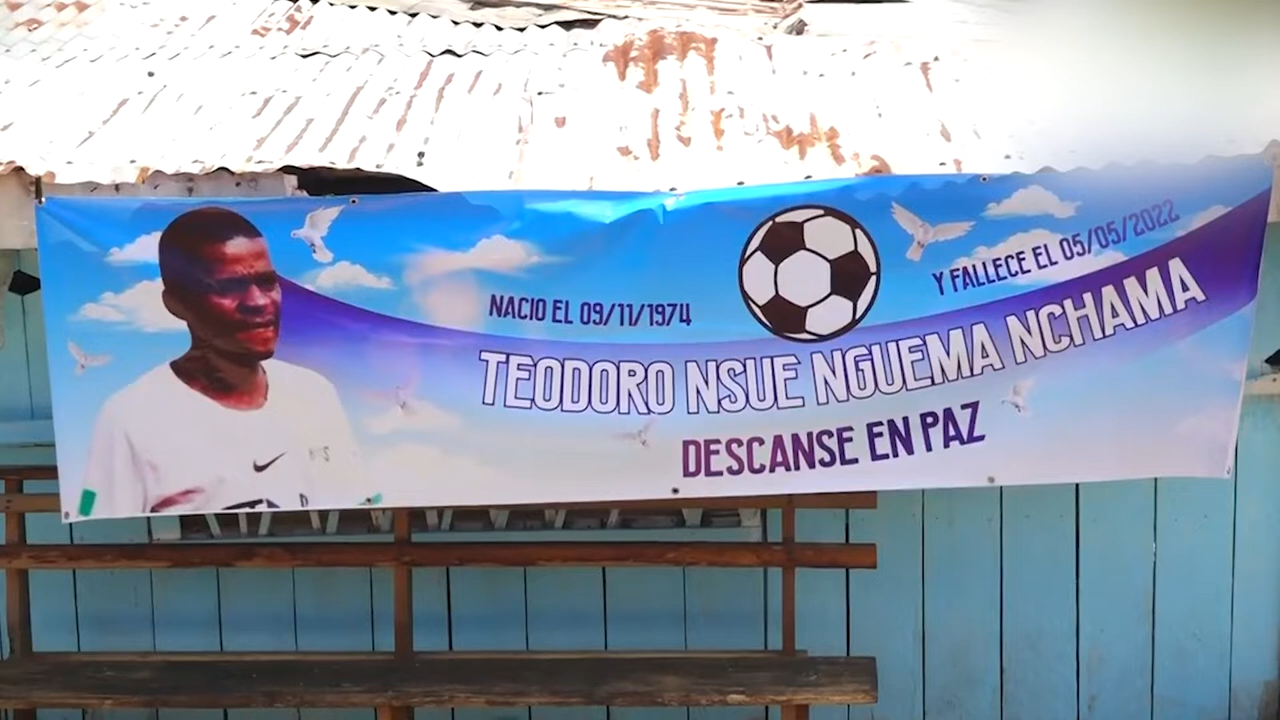 NACIO EL 09/11/1974
Y FALLECE EL 05/05/2022
TEODORO NSUE NGUEMA NCHAMA
DESCANSE EN PAZ